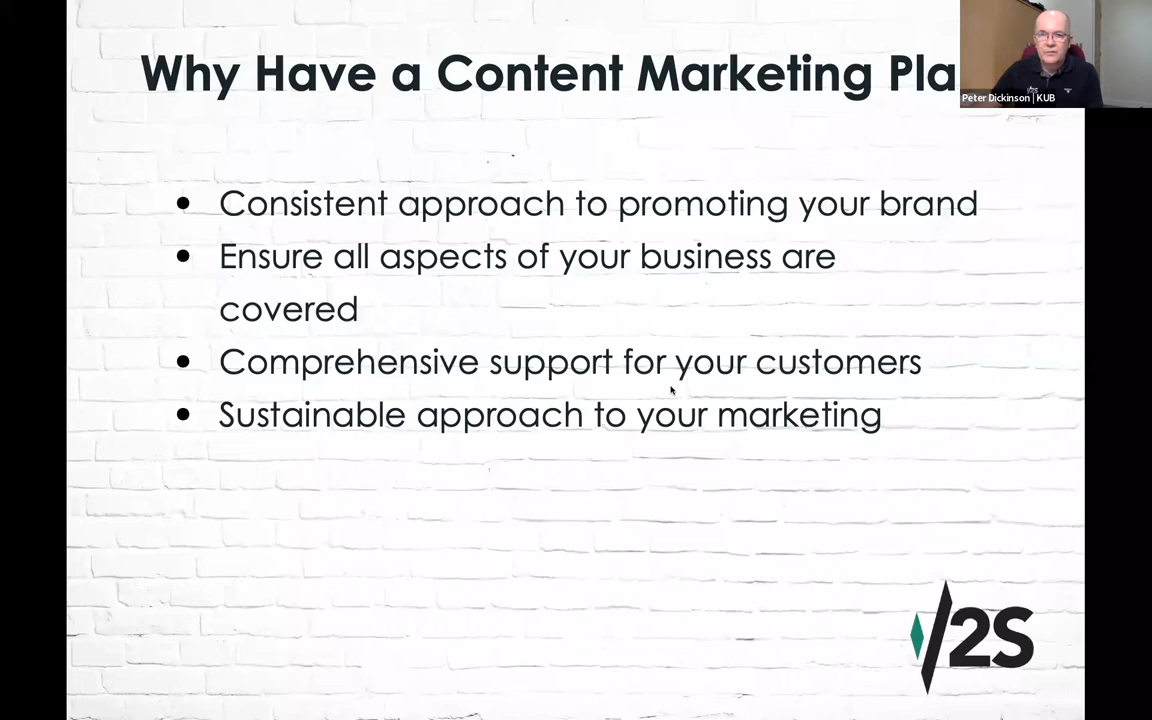 Why Have a Content Marketing Pla
Peter Dickinson | KUB
• Consistent approach to promoting your brand
• Ensure all aspects of your business are
covered
• Comprehensive support for your customers
• Sustainable approach to your marketing
/2S